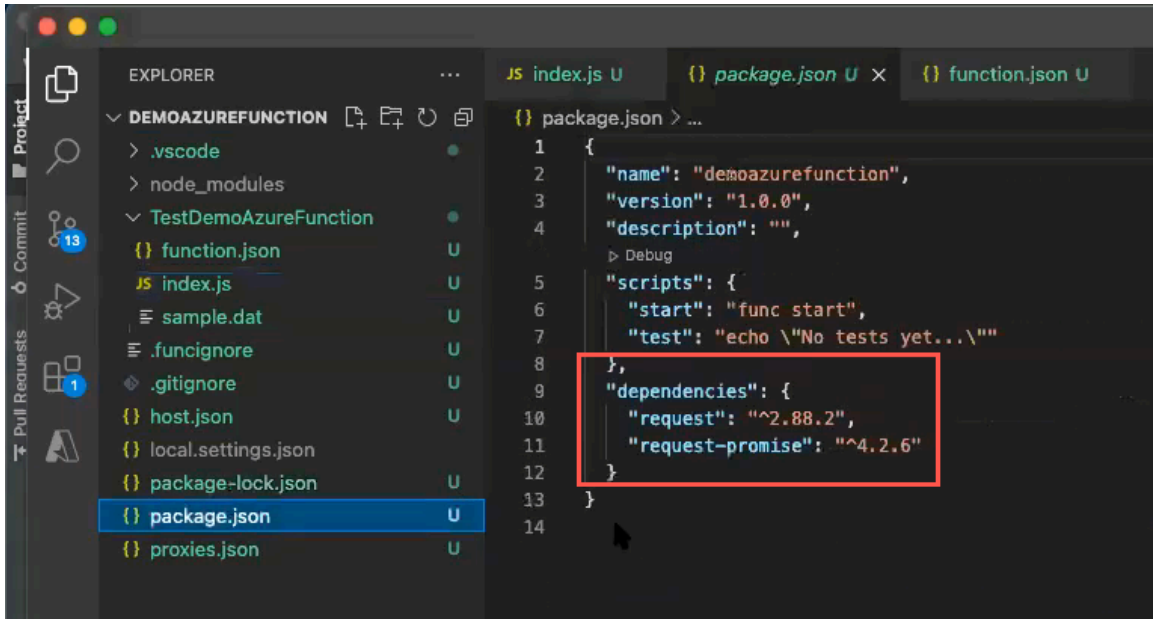 Project
Commit
Pull Requests
13
1
EXPLORER
...
DEMOAZUREFUNCTION
.vscode
node_modules
TestDemoAzureFunction
{} function.json U
JS index.js U
sample.dat U
.funcignore U
.gitignore U
{} host.json U
{} local.settings.json
{} package-lock.json U
{} package.json U
{} proxies.json U
JS index.js U
{} package.json U ×
{} function.json U
{} package.json > ...
1 {
2 "name": "demoazurefunction",
3 "version": "1.0.0",
4 "description": "",
Debug
5 "scripts": {
6 "start": "func start",
7 "test": "echo \"No tests yet...\""
8 },
9 "dependencies": {
10 "request": "^2.88.2",
11 "request-promise": "^4.2.6"
12 }
13 }
14